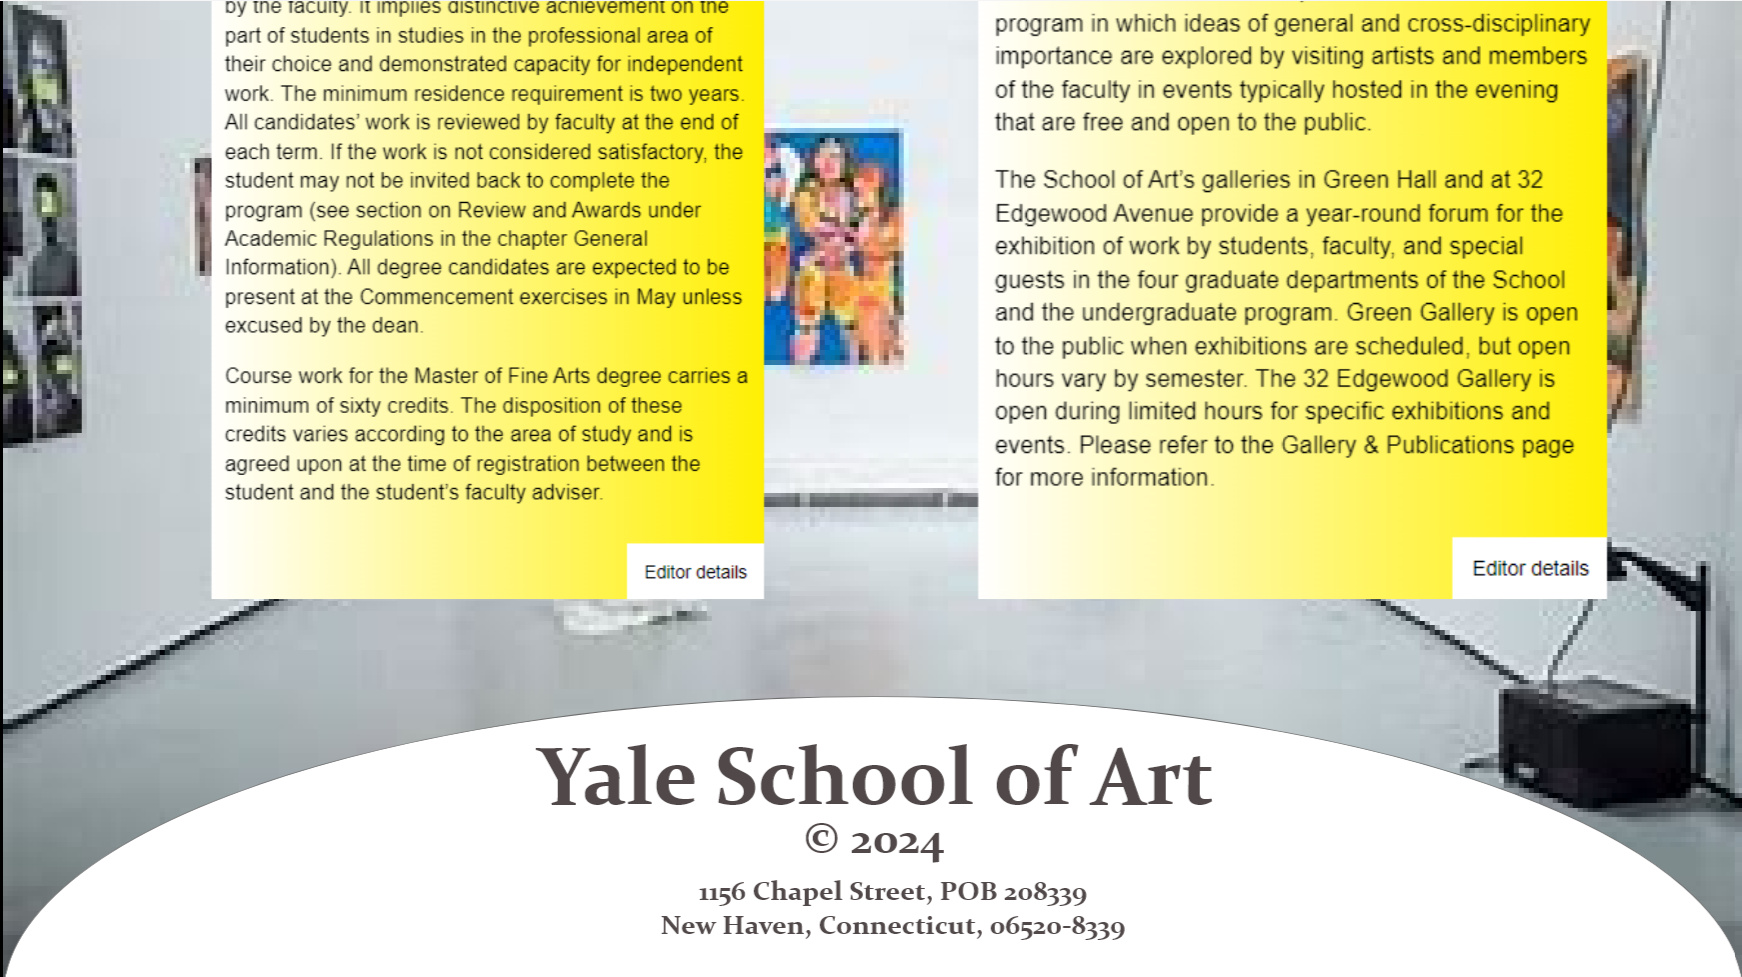 by the faculty. It implies distinctive achievement on the
part of students in studies in the professional area of
their choice and demonstrated capacity for independent
work. The minimum residence requirement is two years.
All candidates’ work is reviewed by faculty at the end of
each term. If the work is not considered satisfactory, the
student may not be invited back to complete the
program (see section on Review and Awards under
Academic Regulations in the chapter General
Information). All degree candidates are expected to be
present at the Commencement exercises in May unless
excused by the dean.
Course work for the Master of Fine Arts degree carries a
minimum of sixty credits. The disposition of these
credits varies according to the area of study and is
agreed upon at the time of registration between the
student and the student’s faculty adviser.
Editor details
program in which ideas of general and cross-disciplinary
importance are explored by visiting artists and members
of the faculty in events typically hosted in the evening
that are free and open to the public.
The School of Art’s galleries in Green Hall and at 32
Edgewood Avenue provide a year-round forum for the
exhibition of work by students, faculty, and special
guests in the four graduate departments of the School
and the undergraduate program. Green Gallery is open
to the public when exhibitions are scheduled, but open
hours vary by semester. The 32 Edgewood Gallery is
open during limited hours for specific exhibitions and
events. Please refer to the Gallery & Publications page
for more information.
Editor details
Yale School of Art
© 2024
1156 Chapel Street, POB 208339
New Haven, Connecticut, 06520-8339